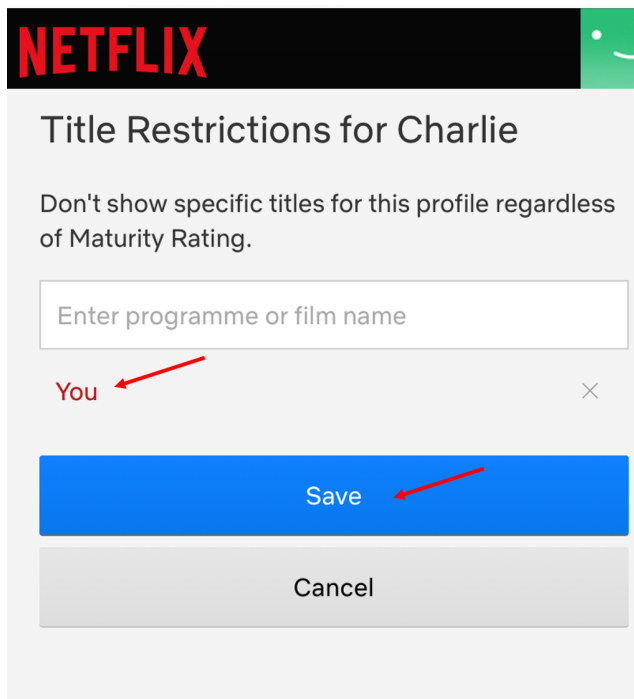 NETFLIX
Title Restrictions for Charlie
Don't show specific titles for this profile regardless
of Maturity Rating.
Enter programme or film name
You
Save
Cancel